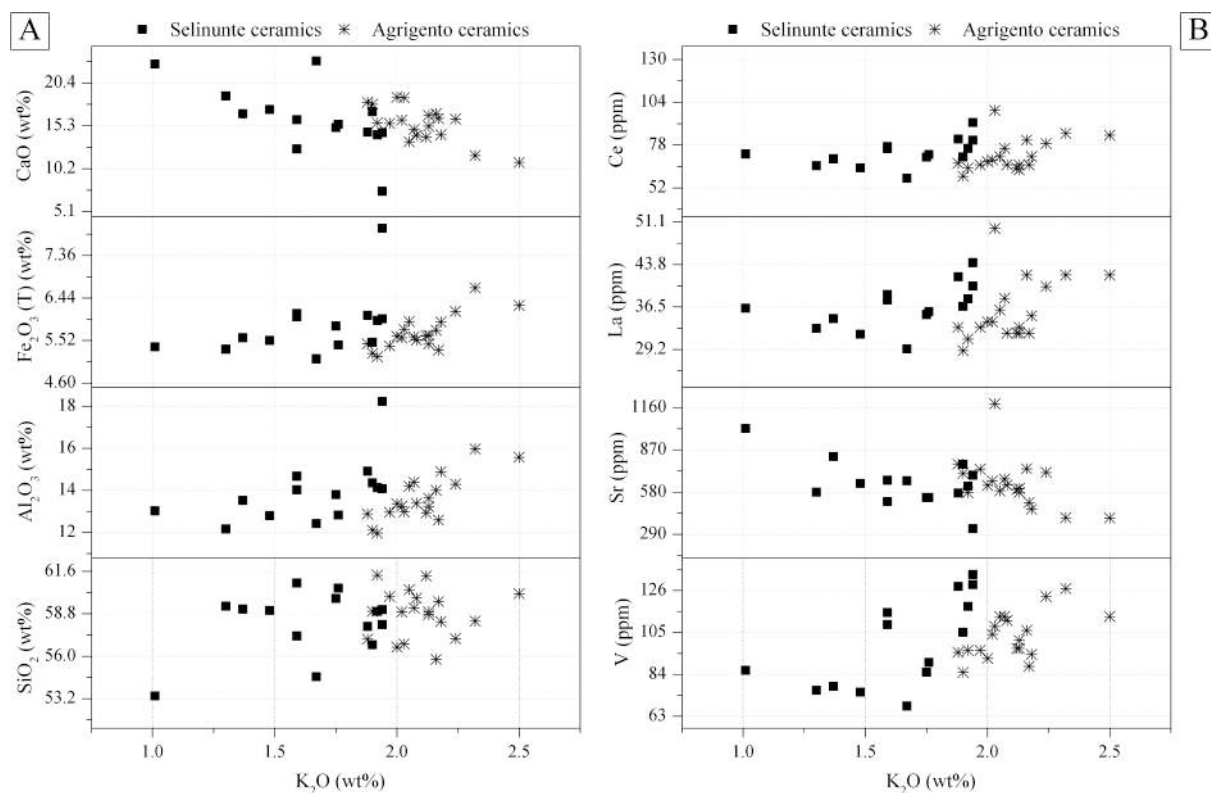 A
■ Selinunte ceramics ✳ Agrigento ceramics
CaO (wt%)
20.4
15.3
10.2
5.1
Fe₂O₃ (T) (wt%)
7.36
6.44
5.52
4.60
Al₂O₃ (wt%)
18
16
14
12
SiO₂ (wt%)
61.6
58.8
56.0
53.2
1.0 1.5 2.0 2.5
K₂O (wt%)
■ Selinunte ceramics ✳ Agrigento ceramics
B
Ce (ppm)
130
104
78
52
La (ppm)
51.1
43.8
36.5
29.2
Sr (ppm)
1160
870
580
290
V (ppm)
126
105
84
63
1.0 1.5 2.0 2.5
K₂O (wt%)